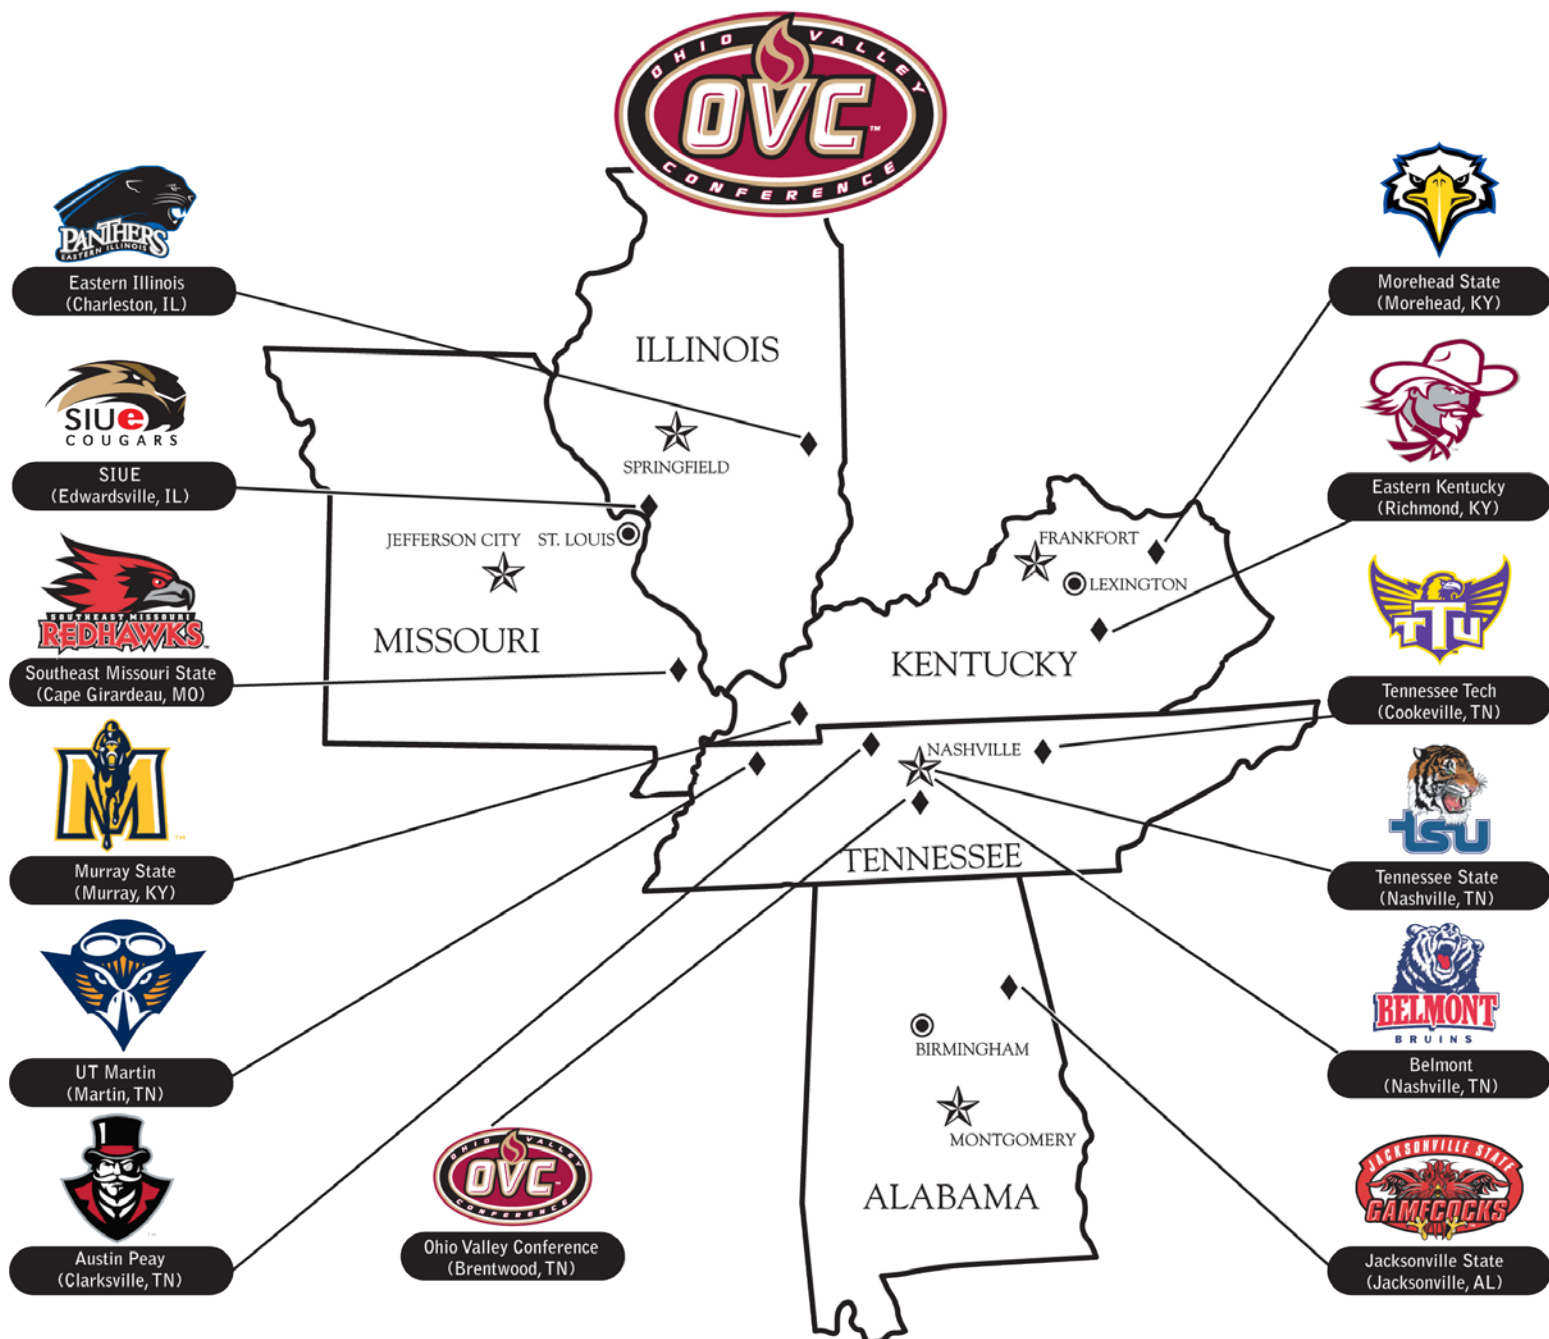 OHIO VALLEY
OVC™
CONFERENCE
PANTHERS
EASTERN ILLINOIS
Eastern Illinois
(Charleston, IL)
SIUe
COUGARS
SIUE
(Edwardsville, IL)
SOUTHEAST MISSOURI
REDHAWKS
Southeast Missouri State
(Cape Girardeau, MO)
M
TM
Murray State
(Murray, KY)
UT Martin
(Martin, TN)
Austin Peay
(Clarksville, TN)
OHIO VALLEY
OVC
CONFERENCE
Ohio Valley Conference
(Brentwood, TN)
ILLINOIS
SPRINGFIELD
JEFFERSON CITY
ST. LOUIS
MISSOURI
FRANKFORT
LEXINGTON
KENTUCKY
NASHVILLE
TENNESSEE
BIRMINGHAM
MONTGOMERY
ALABAMA
Morehead State
(Morehead, KY)
Eastern Kentucky
(Richmond, KY)
TTU
Tennessee Tech
(Cookeville, TN)
tsu
Tennessee State
(Nashville, TN)
BELMONT
BRUINS
Belmont
(Nashville, TN)
JACKSONVILLE STATE
GAMECOCKS
Jacksonville State
(Jacksonville, AL)